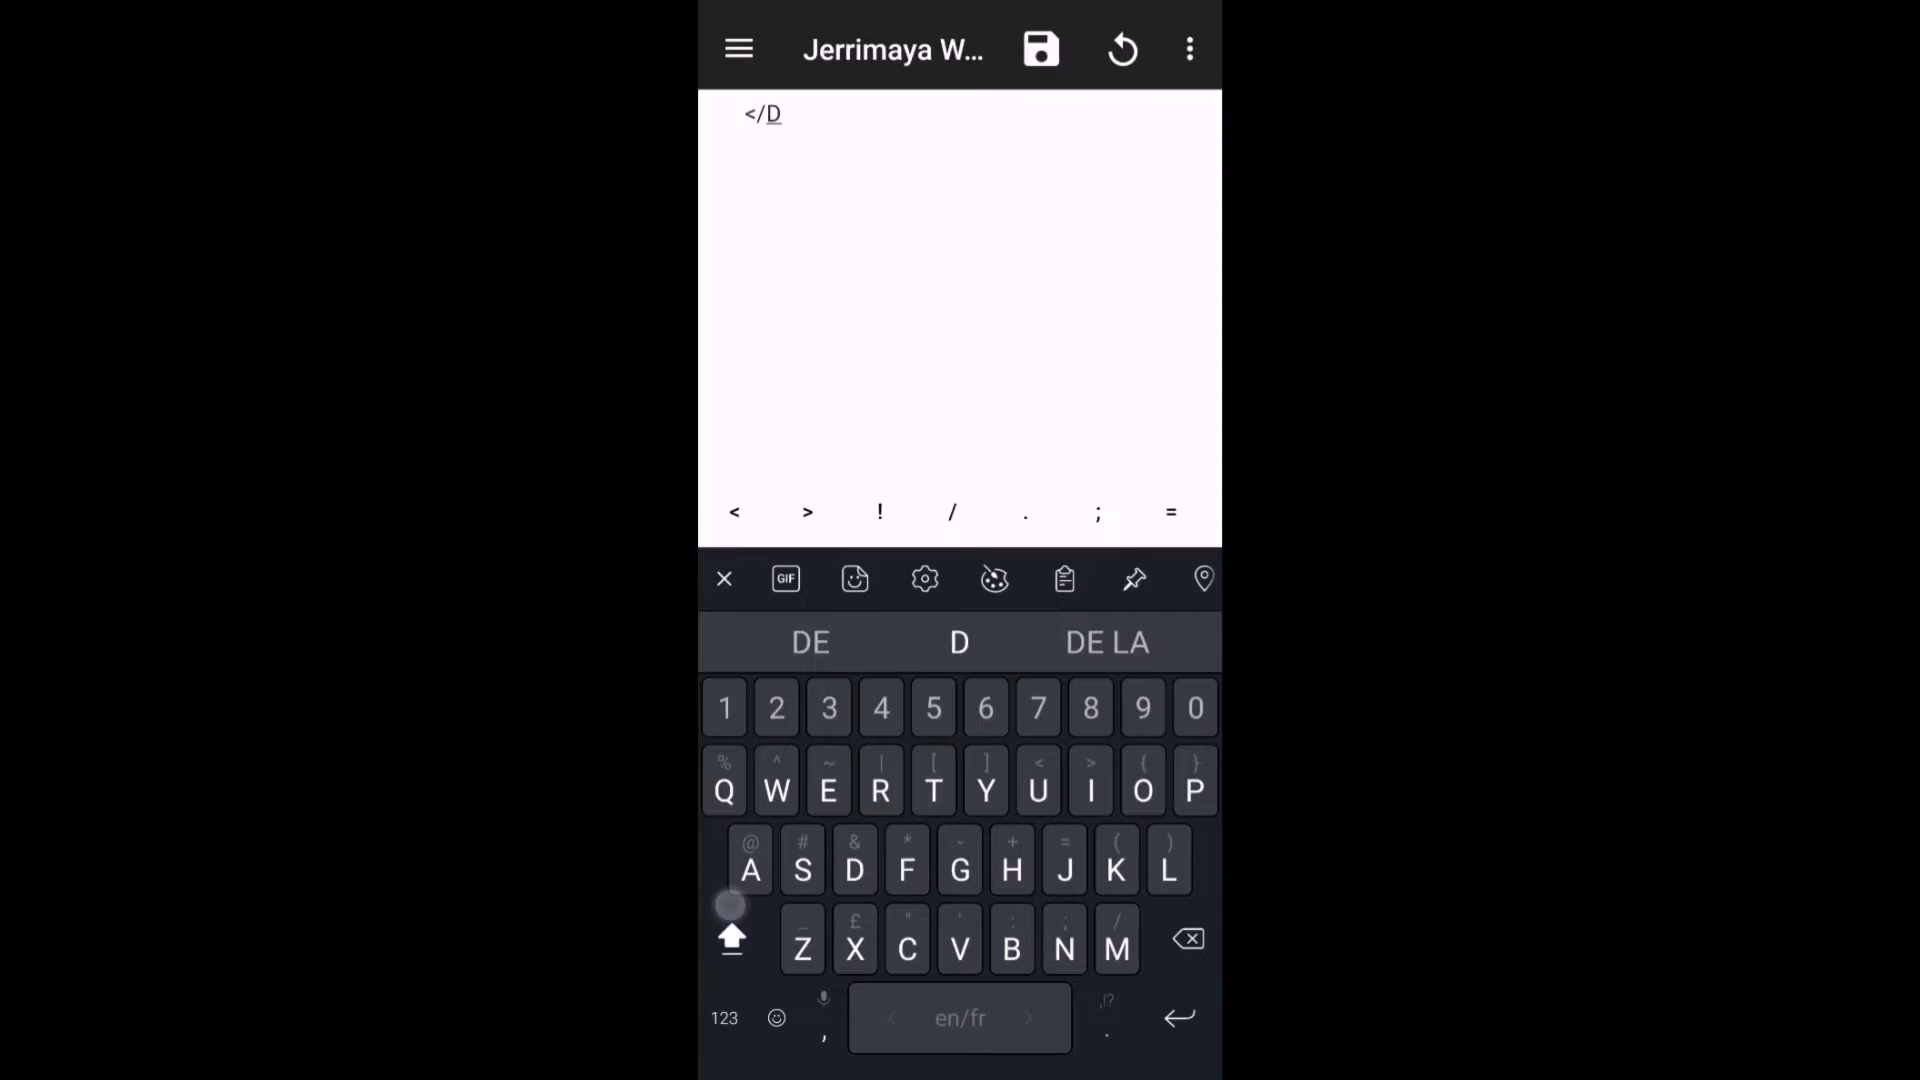 Jerrimaya W...
</D
< > ! / . ; =
GIF
DE D DE LA
1 2 3 4 5 6 7 8 9 0
% ^ ~ | [ ] < > { }
Q W E R T Y U I O P
@ # & * - + = ( )
A S D F G H J K L
_ £ " ' : ; /
Z X C V B N M
,!?
123 , < en/fr > .